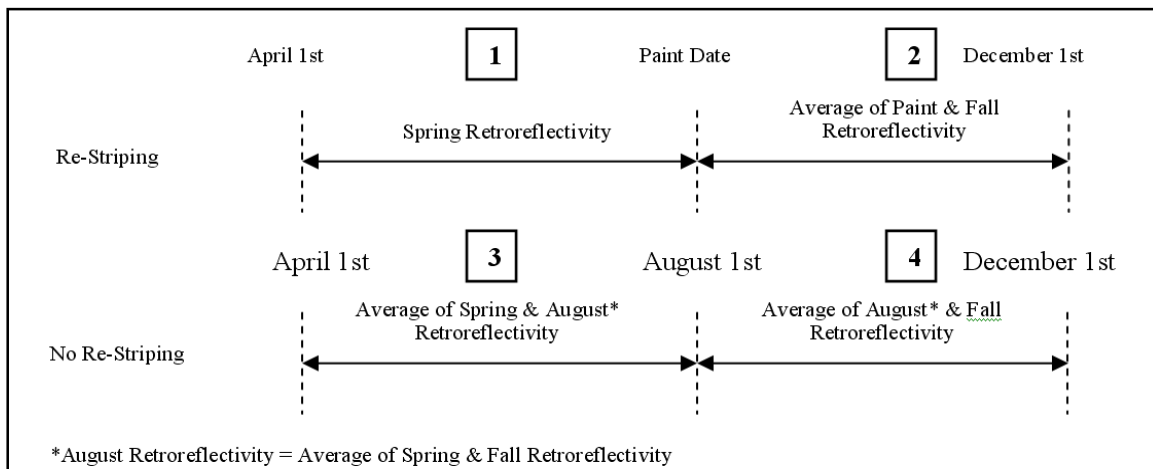 April 1st 1 Paint Date 2 December 1st
Spring Retroreflectivity
Average of Paint & Fall
Retroreflectivity
Re-Striping
April 1st 3 August 1st 4 December 1st
Average of Spring & August*
Retroreflectivity
Average of August* & Fall
Retroreflectivity
No Re-Striping
*August Retroreflectivity = Average of Spring & Fall Retroreflectivity